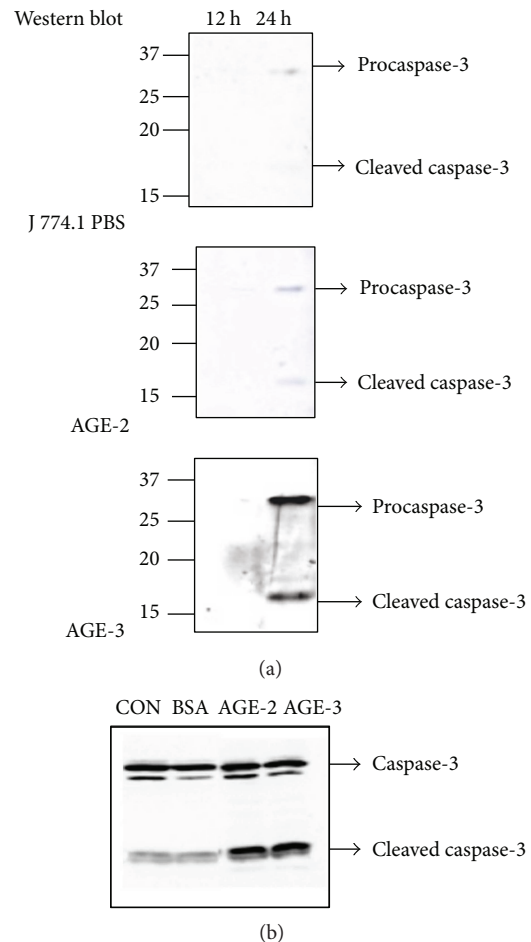 Western blot 12 h 24 h
37
25
20
15
Procaspase-3
Cleaved caspase-3
J 774.1 PBS
37
25
20
15
Procaspase-3
Cleaved caspase-3
AGE-2
37
25
20
15
Procaspase-3
Cleaved caspase-3
AGE-3
(a)
CON BSA AGE-2 AGE-3
Caspase-3
Cleaved caspase-3
(b)